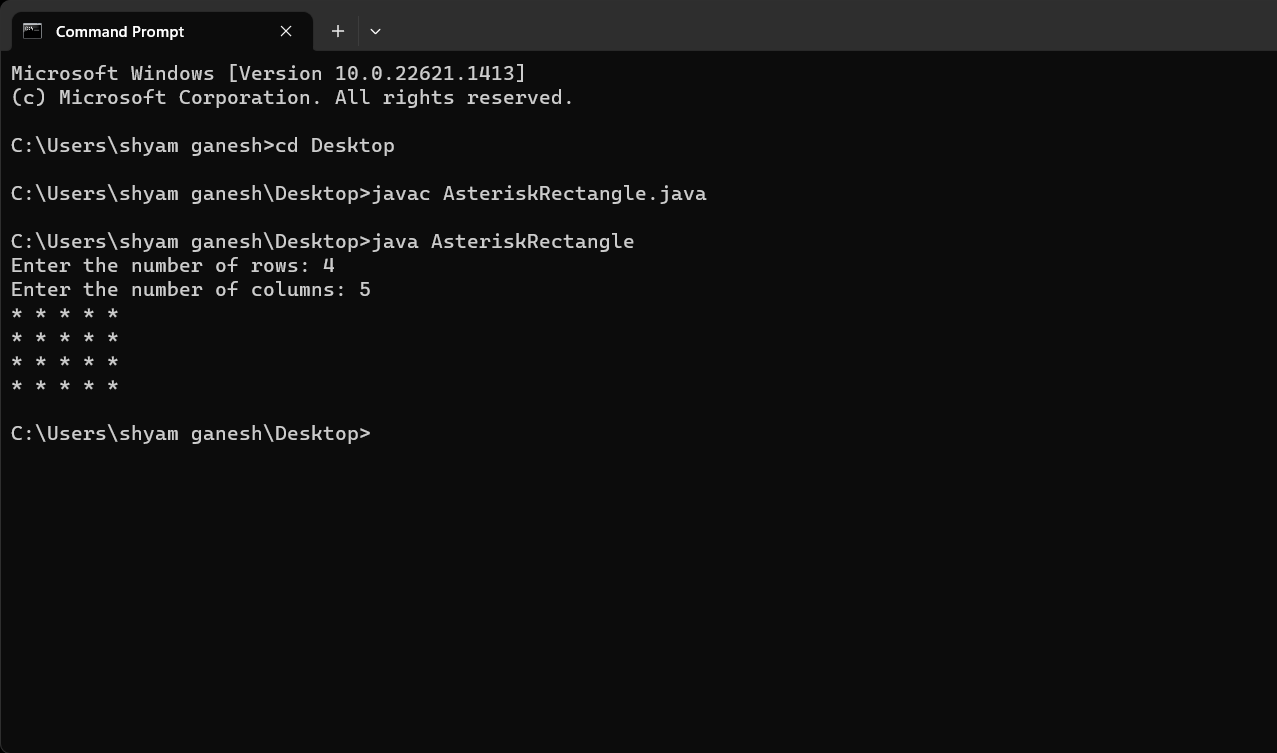 Command Prompt
Microsoft Windows [Version 10.0.22621.1413]
(c) Microsoft Corporation. All rights reserved.
C:\Users\shyam ganesh>cd Desktop
C:\Users\shyam ganesh\Desktop>javac AsteriskRectangle.java
C:\Users\shyam ganesh\Desktop>java AsteriskRectangle
Enter the number of rows: 4
Enter the number of columns: 5
* * * * *
* * * * *
* * * * *
* * * * *
C:\Users\shyam ganesh\Desktop>